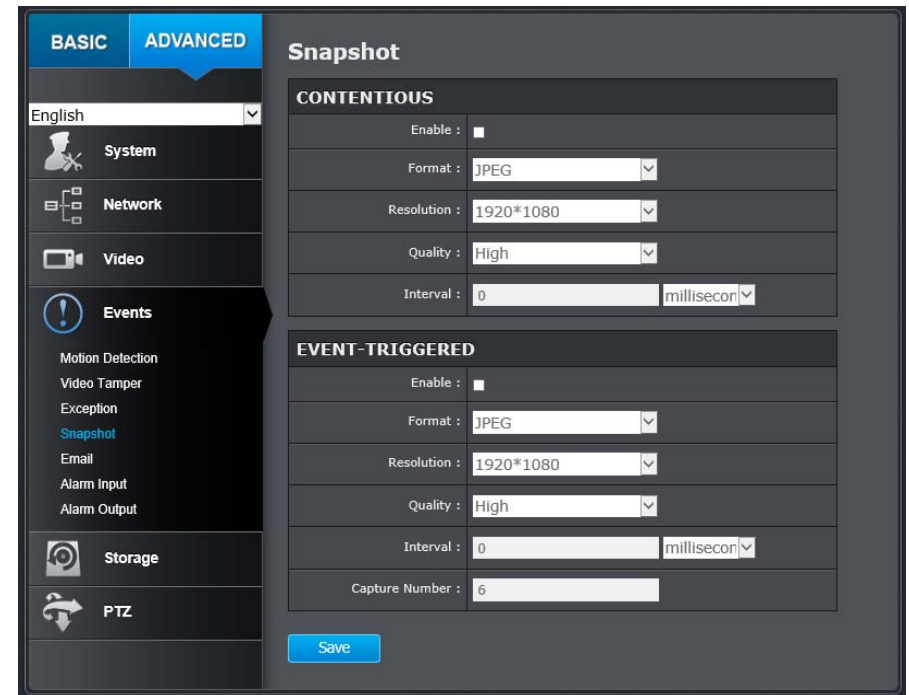 BASIC
ADVANCED
English
System
Network
Video
Events
Motion Detection
Video Tamper
Exception
Snapshot
Email
Alarm Input
Alarm Output
Storage
PTZ
Snapshot
CONTENTIOUS
Enable :
Format : JPEG
Resolution : 1920*1080
Quality : High
Interval : 0 millisecon
EVENT-TRIGGERED
Enable :
Format : JPEG
Resolution : 1920*1080
Quality : High
Interval : 0 millisecon
Capture Number : 6
Save